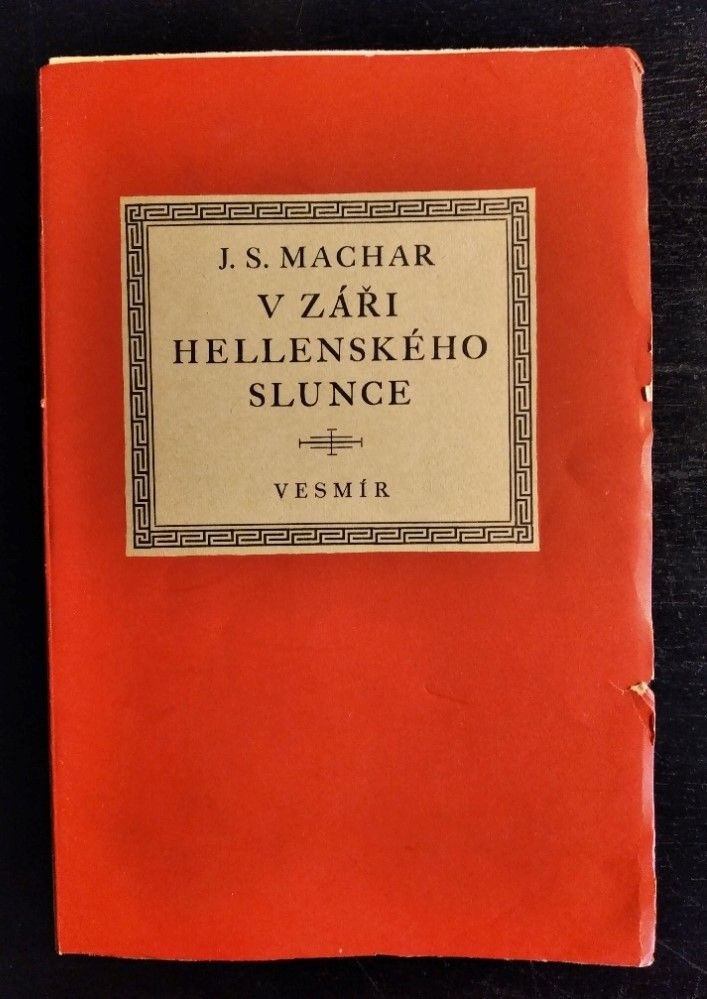 J. S. MACHAR
V ZÁŘI
HELLENSKÉHO
SLUNCE
VESMÍR